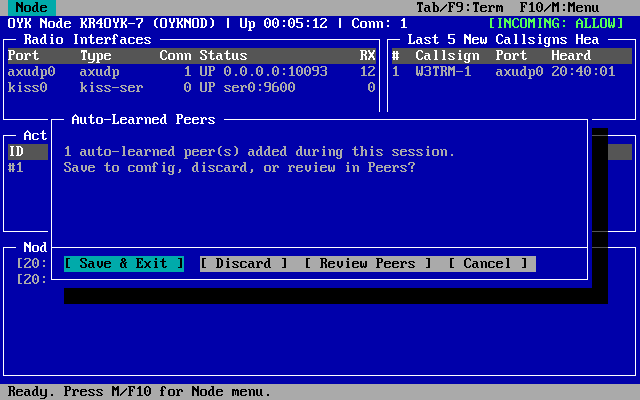 Node Tab/F9:Term F10/M:Menu
OYK Node KR4OYK-7 (OYKNOD) | Up 00:05:12 | Conn: 1 [INCOMING: ALLOW]
Radio Interfaces
Port Type Conn Status RX
axudp0 axudp 1 UP 0.0.0.0:10093 12
kiss0 kiss-ser 0 UP ser0:9600 0
Last 5 New Callsigns Hea
# Callsign Port Heard
1 W3TRM-1 axudp0 20:40:01
Act
ID
#1
Auto-Learned Peers
1 auto-learned peer(s) added during this session.
Save to config, discard, or review in Peers?
[ Save & Exit ] [ Discard ] [ Review Peers ] [ Cancel ]
Nod
[20:
[20:
Ready. Press M/F10 for Node menu.